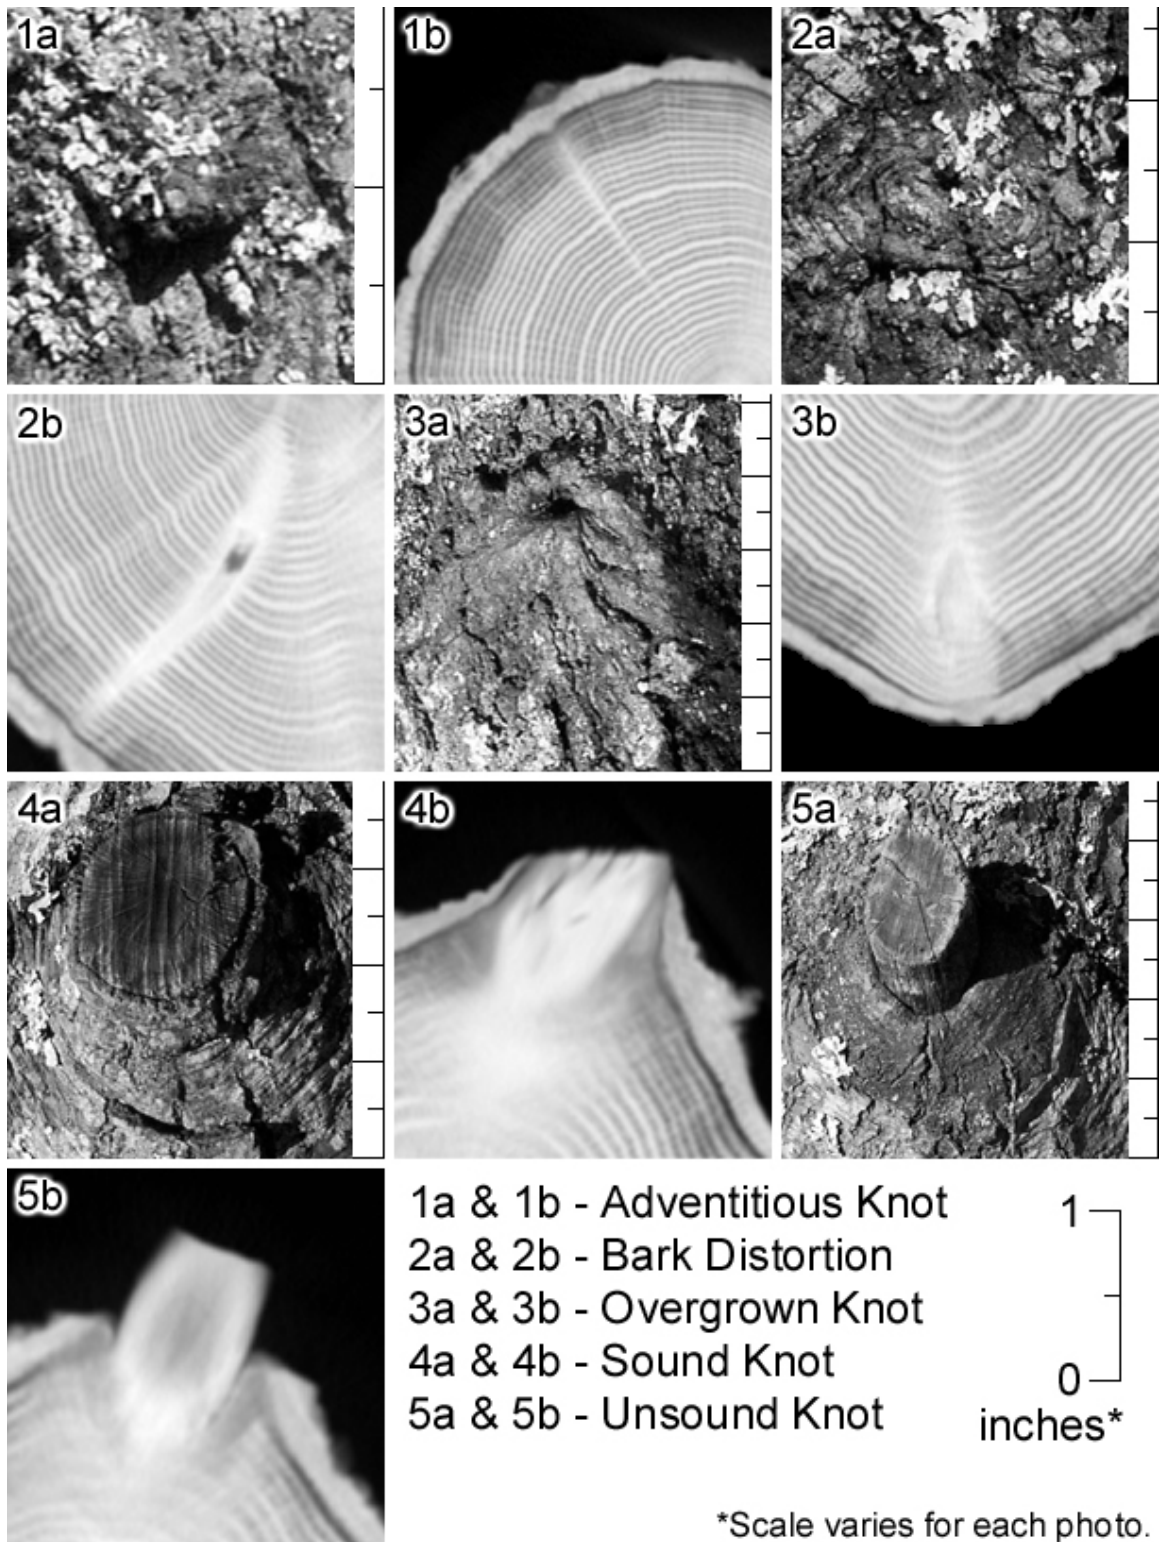 1a
1b
2a
2b
3a
3b
4a
4b
5a
5b
1a & 1b - Adventitious Knot
2a & 2b - Bark Distortion
3a & 3b - Overgrown Knot
4a & 4b - Sound Knot
5a & 5b - Unsound Knot
1
0
inches*
*Scale varies for each photo.